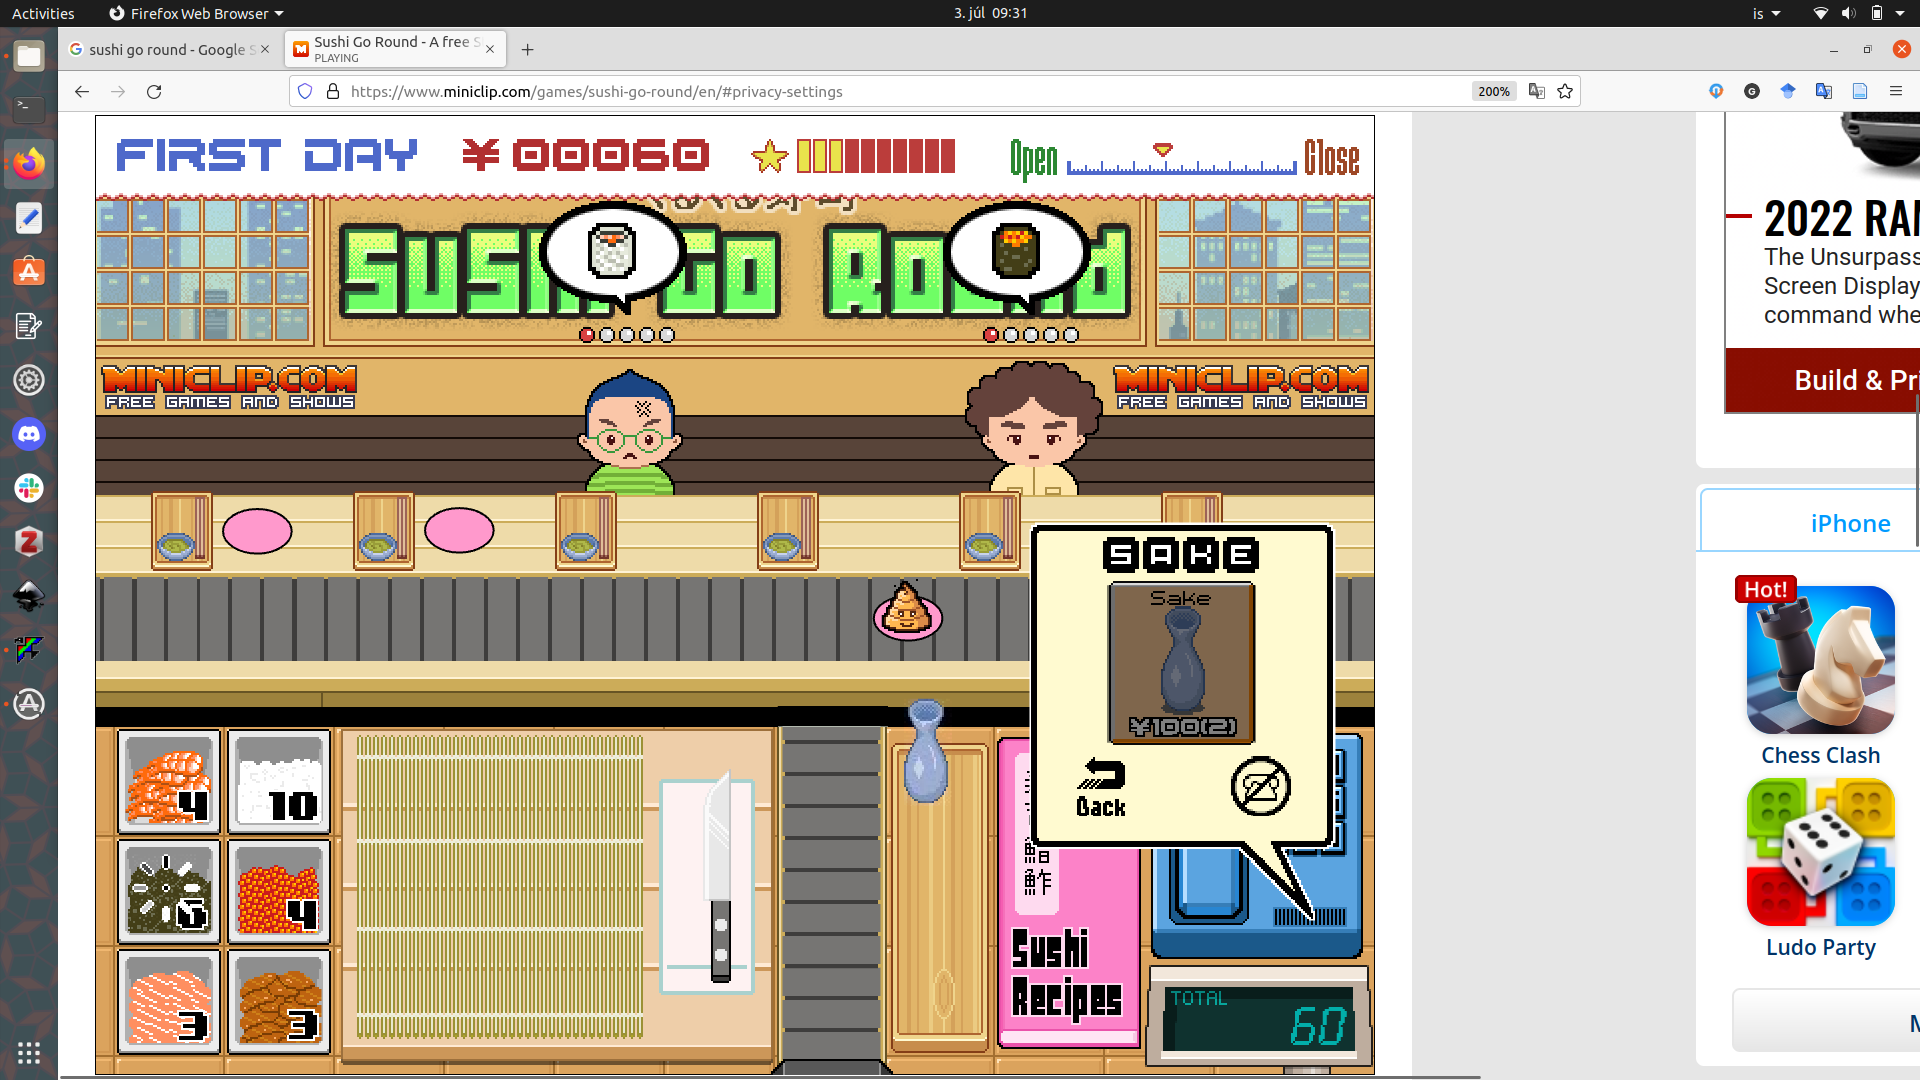 Activities
Firefox Web Browser
3. júl 09:31
is
sushi go round - Google S
Sushi Go Round - A free S
PLAYING
https://www.miniclip.com/games/sushi-go-round/en/#privacy-settings
200%
FIRST DAY
¥ 00060
Open
Close
SUSHI GO ROUND
MINICLIP.COM
FREE GAMES AND SHOWS
MINICLIP.COM
FREE GAMES AND SHOWS
SAKE
Sake
¥100(2)
Back
4
10
6
4
3
3
Sushi
Recipes
TOTAL
60
2022 RA
The Unsurpass
Screen Display
command whe
Build & Pri
iPhone
Hot!
Chess Clash
Ludo Party